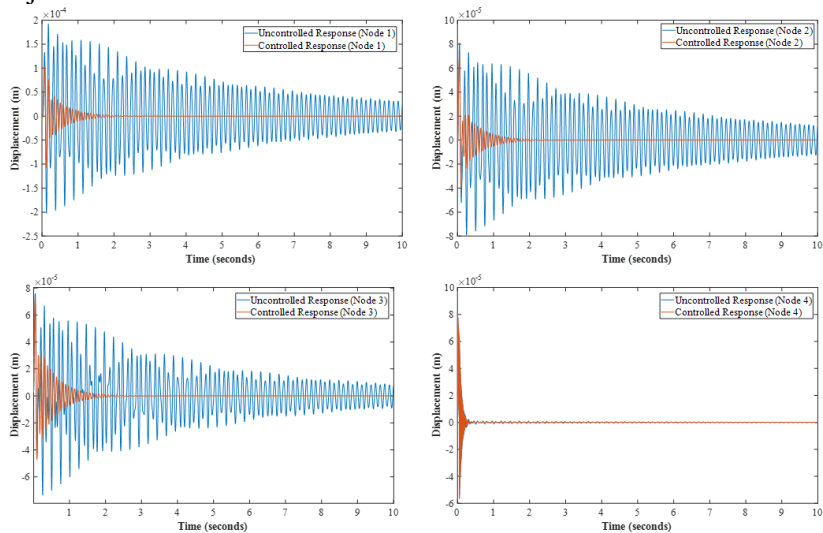 ×10⁻⁴
2
1.5
1
0.5
0
-0.5
-1
-1.5
-2
-2.5
Displacement (m)
Uncontrolled Response (Node 1)
Controlled Response (Node 1)
0 1 2 3 4 5 6 7 8 9 10
Time (seconds)
×10⁻⁵
10
8
6
4
2
0
-2
-4
-6
-8
Displacement (m)
Uncontrolled Response (Node 2)
Controlled Response (Node 2)
0 1 2 3 4 5 6 7 8 9 10
Time (seconds)
×10⁻⁵
8
6
4
2
0
-2
-4
-6
Displacement (m)
Uncontrolled Response (Node 3)
Controlled Response (Node 3)
1 2 3 4 5 6 7 8 9 10
Time (seconds)
×10⁻⁵
10
8
6
4
2
0
-2
-4
-6
Displacement (m)
Uncontrolled Response (Node 4)
Controlled Response (Node 4)
0 1 2 3 4 5 6 7 8 9 10
Time (seconds)